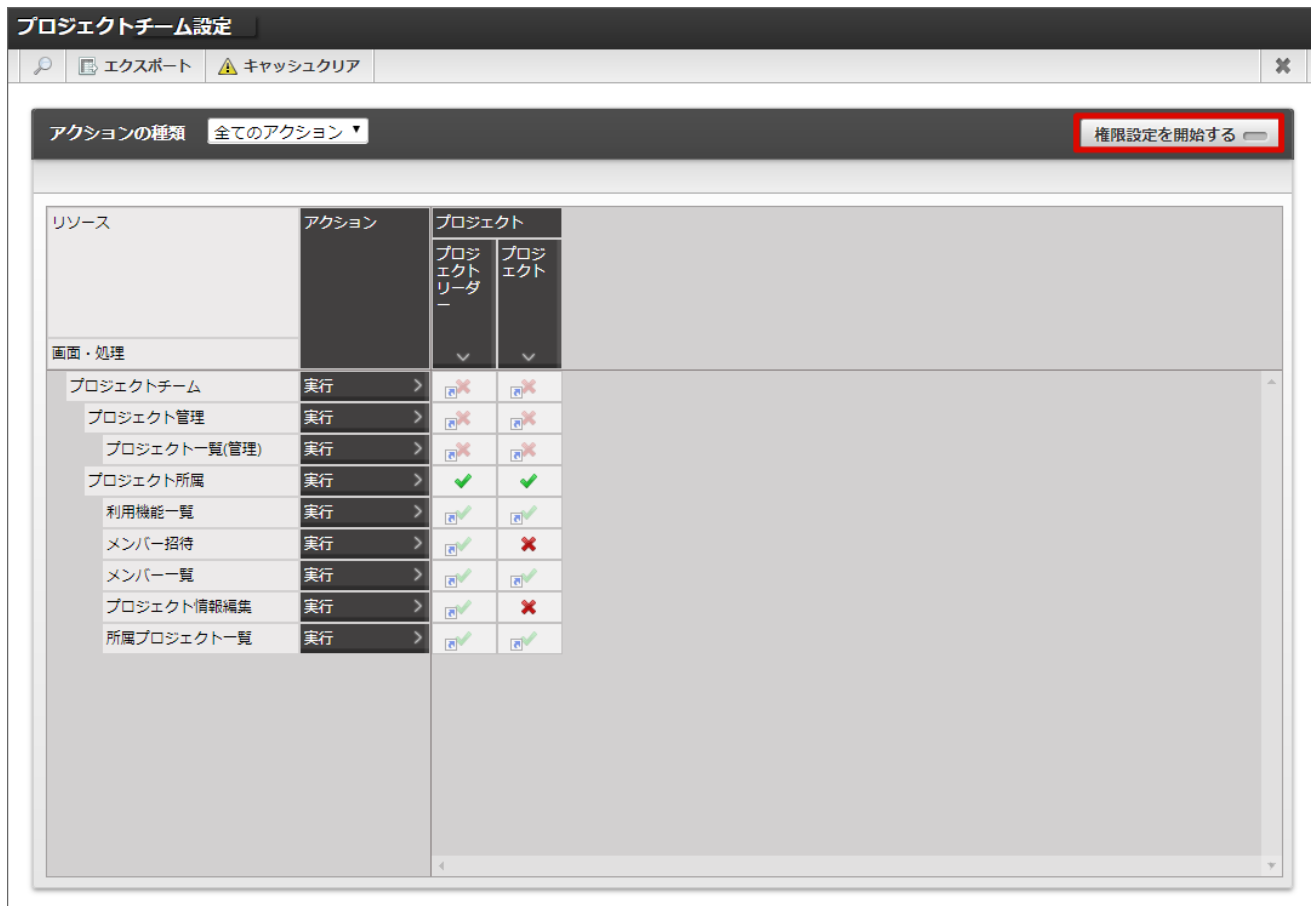 プロジェクトチーム設定
エクスポート キャッシュクリア
アクションの種類 全てのアクション 権限設定を開始する
リソース アクション プロジェクト
プロジ プロジ
ェクト ェクト
リーダ
ー
画面・処理
プロジェクトチーム 実行
プロジェクト管理 実行
プロジェクト一覧(管理) 実行
プロジェクト所属 実行
利用機能一覧 実行
メンバー招待 実行
メンバー一覧 実行
プロジェクト情報編集 実行
所属プロジェクト一覧 実行